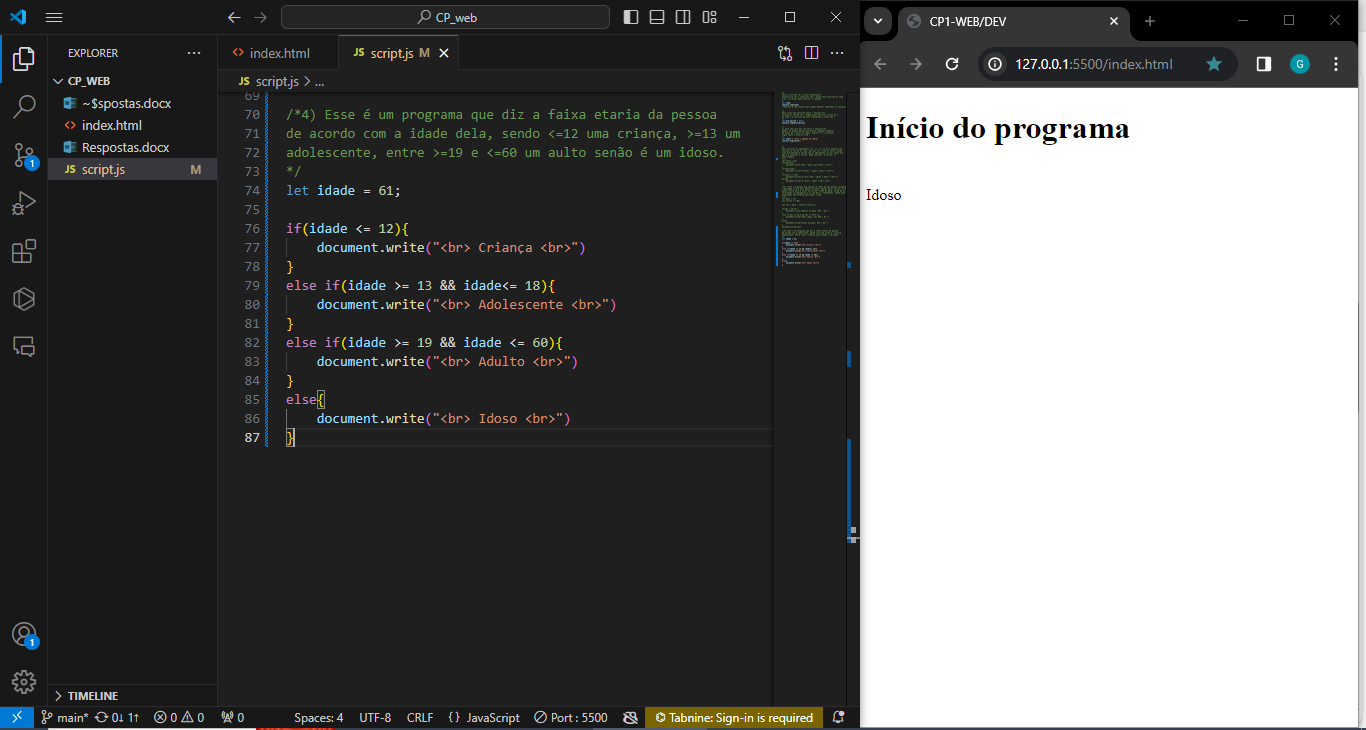 CP_web
EXPLORER
CP_WEB
~$spostas.docx
index.html
Respostas.docx
script.js M
TIMELINE
index.html
script.js M
JS script.js > ...
69
70 /*4) Esse é um programa que diz a faixa etaria da pessoa
71 de acordo com a idade dela, sendo <=12 uma criança, >=13 um
72 adolescente, entre >=19 e <=60 um aulto senão é um idoso.
73 */
74 let idade = 61;
75
76 if(idade <= 12){
77 document.write("<br> Criança <br>")
78 }
79 else if(idade >= 13 && idade<= 18){
80 document.write("<br> Adolescente <br>")
81 }
82 else if(idade >= 19 && idade <= 60){
83 document.write("<br> Adulto <br>")
84 }
85 else{
86 document.write("<br> Idoso <br>")
87 }
main* 0↓ 1↑ 0 0 0 Spaces: 4 UTF-8 CRLF {} JavaScript Port : 5500 Tabnine: Sign-in is required
CP1-WEB/DEV
127.0.0.1:5500/index.html
G
Início do programa
Idoso